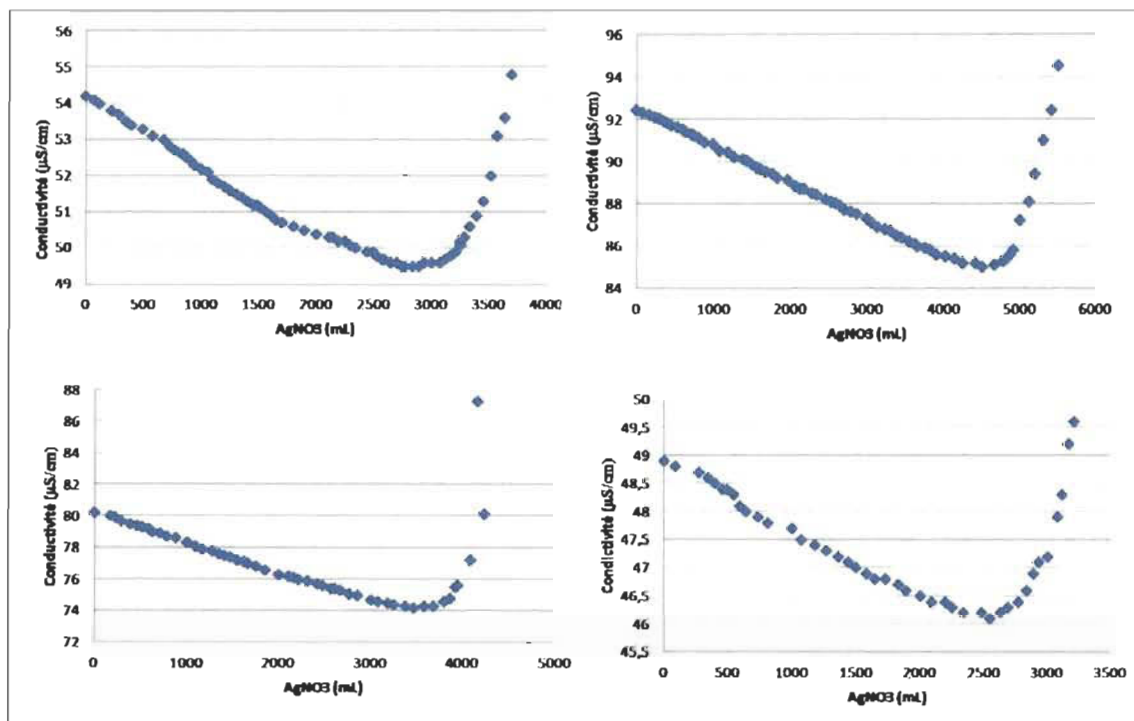 56
55
54
53
52
51
50
49
Conductivité (µS/cm)
0 500 1000 1500 2000 2500 3000 3500 4000
AgNO3 (mL)
96
94
92
90
88
86
84
Conductivité (µS/cm)
0 1000 2000 3000 4000 5000 6000
AgNO3 (mL)
88
86
84
82
80
78
76
74
72
Conductivité (µS/cm)
0 1000 2000 3000 4000 5000
AgNO3 (mL)
50
49,5
49
48,5
48
47,5
47
46,5
46
45,5
Condictivité (µS/cm)
0 500 1000 1500 2000 2500 3000 3500
AgNO3 (mL)